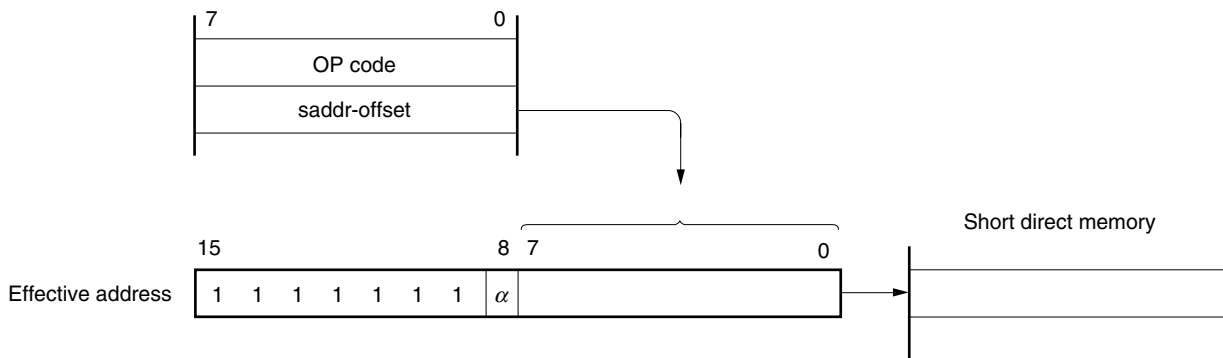 7 0
OP code
saddr-offset
Short direct memory
15 8 7 0
Effective address 1 1 1 1 1 1 1 α